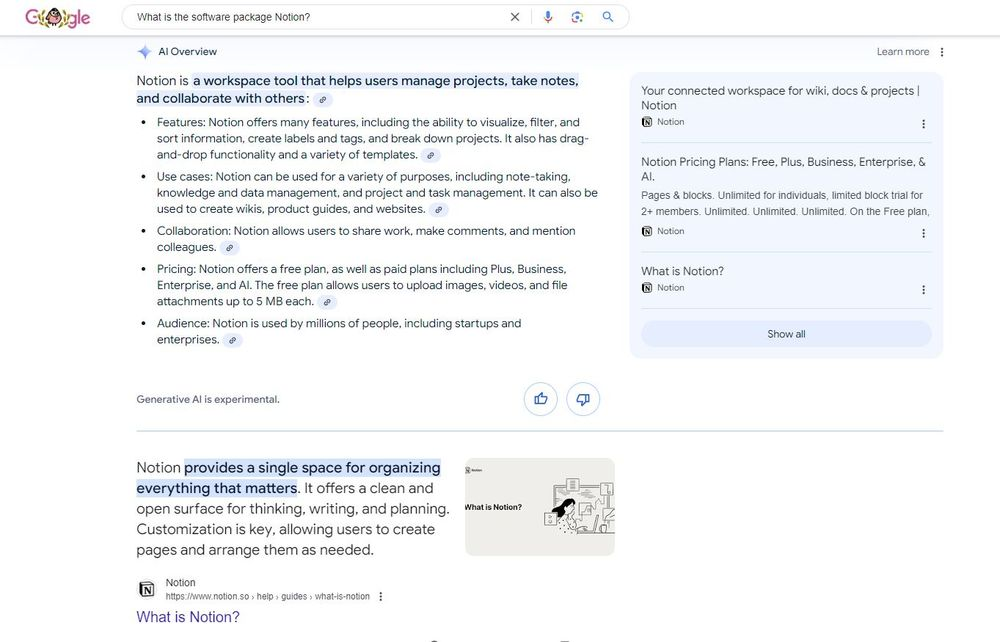 Google
What is the software package Notion?
AI Overview
Learn more
Notion is a workspace tool that helps users manage projects, take notes,
and collaborate with others:
Features: Notion offers many features, including the ability to visualize, filter, and
sort information, create labels and tags, and break down projects. It also has drag-
and-drop functionality and a variety of templates.
Use cases: Notion can be used for a variety of purposes, including note-taking,
knowledge and data management, and project and task management. It can also be
used to create wikis, product guides, and websites.
Collaboration: Notion allows users to share work, make comments, and mention
colleagues.
Pricing: Notion offers a free plan, as well as paid plans including Plus, Business,
Enterprise, and AI. The free plan allows users to upload images, videos, and file
attachments up to 5 MB each.
Audience: Notion is used by millions of people, including startups and
enterprises.
Your connected workspace for wiki, docs & projects |
Notion
Notion
Notion Pricing Plans: Free, Plus, Business, Enterprise, &
AI.
Pages & blocks. Unlimited for individuals, limited block trial for
2+ members. Unlimited. Unlimited. Unlimited. On the Free plan,
Notion
What is Notion?
Notion
Show all
Generative AI is experimental.
Notion provides a single space for organizing
everything that matters. It offers a clean and
open surface for thinking, writing, and planning.
Customization is key, allowing users to create
pages and arrange them as needed.
Notion
What is Notion?
Notion
https://www.notion.so › help › guides › what-is-notion
What is Notion?